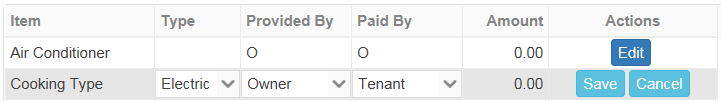 Item Type Provided By Paid By Amount Actions
Air Conditioner O O 0.00 Edit
Cooking Type Electric Owner Tenant 0.00 Save Cancel